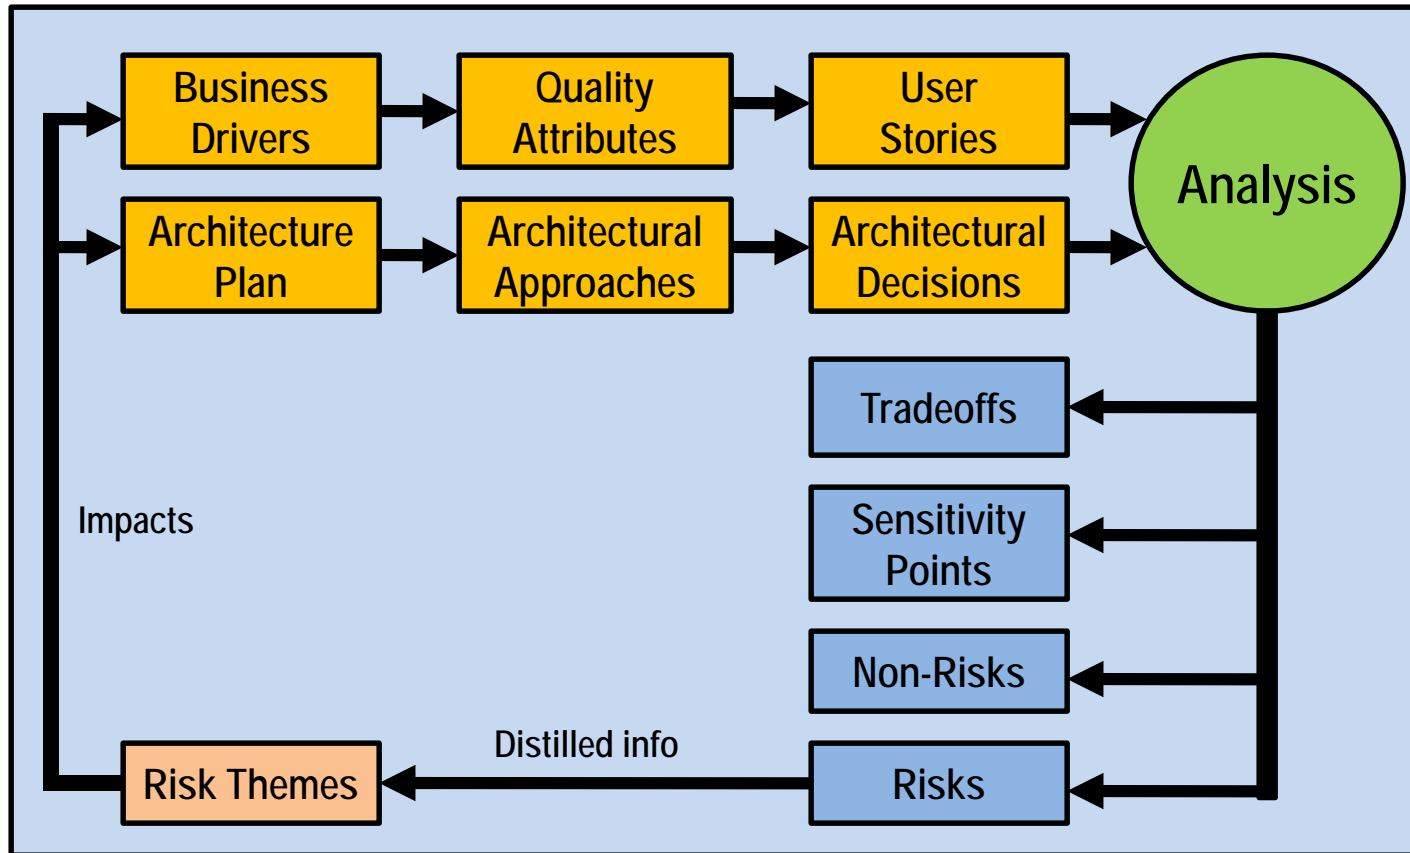 Business
Drivers
Quality
Attributes
User
Stories
Analysis
Architecture
Plan
Architectural
Approaches
Architectural
Decisions
Tradeoffs
Impacts
Sensitivity
Points
Non-Risks
Distilled info
Risk Themes
Risks